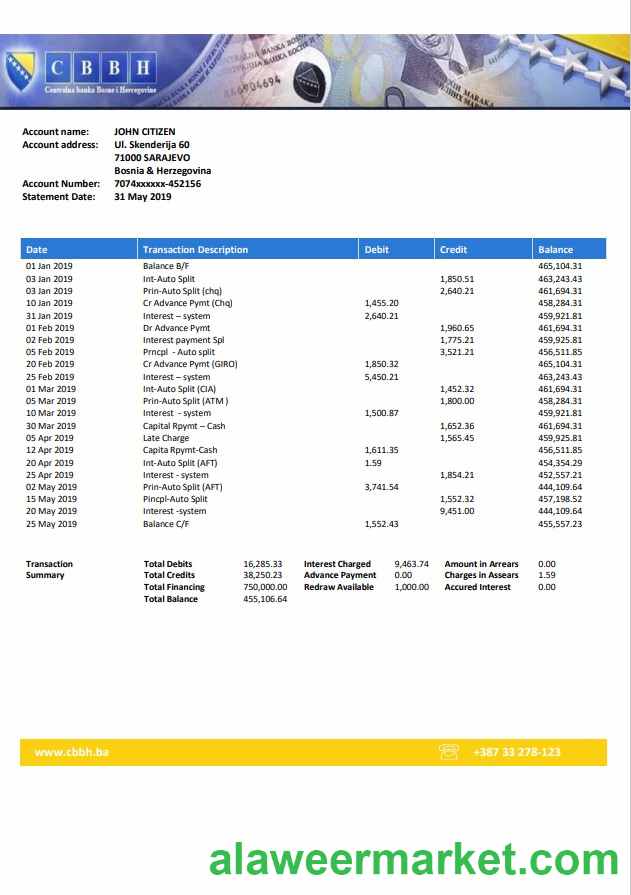 C B B H
Centralna banka Bosne i Hercegovine
Account name: JOHN CITIZEN
Account address: Ul. Skenderija 60
71000 SARAJEVO
Bosnia & Herzegovina
Account Number: 7074xxxxxx-452156
Statement Date: 31 May 2019
Date Transaction Description Debit Credit Balance
01 Jan 2019 Balance B/F 465,104.31
03 Jan 2019 Int-Auto Split 1,850.51 463,243.43
03 Jan 2019 Prin-Auto Split (chq) 2,640.21 461,694.31
10 Jan 2019 Cr Advance Pymt (Chq) 1,455.20 458,284.31
31 Jan 2019 Interest – system 2,640.21 459,921.81
01 Feb 2019 Dr Advance Pymt 1,960.65 461,694.31
02 Feb 2019 Interest payment Spl 1,775.21 459,925.81
05 Feb 2019 Prncpl - Auto split 3,521.21 456,511.85
20 Feb 2019 Cr Advance Pymt (GIRO) 1,850.32 465,104.31
25 Feb 2019 Interest – system 5,450.21 463,243.43
01 Mar 2019 Int-Auto Split (CIA) 1,452.32 461,694.31
05 Mar 2019 Prin-Auto Split (ATM ) 1,800.00 458,284.31
10 Mar 2019 Interest - system 1,500.87 459,921.81
30 Mar 2019 Capital Rpymt – Cash 1,652.36 461,694.31
05 Apr 2019 Late Charge 1,565.45 459,925.81
12 Apr 2019 Capita Rpymt-Cash 1,611.35 456,511.85
20 Apr 2019 Int-Auto Split (AFT) 1.59 454,354.29
25 Apr 2019 Interest - system 1,854.21 452,557.21
02 May 2019 Prin-Auto Split (AFT) 3,741.54 444,109.64
15 May 2019 Pincpl-Auto Split 1,552.32 457,198.52
20 May 2019 Interest -system 9,451.00 444,109.64
25 May 2019 Balance C/F 1,552.43 455,557.23
Transaction Total Debits 16,285.33 Interest Charged 9,463.74 Amount in Arrears 0.00
Summary Total Credits 38,250.23 Advance Payment 0.00 Charges in Assears 1.59
Total Financing 750,000.00 Redraw Available 1,000.00 Accured Interest 0.00
Total Balance 455,106.64
www.cbbh.ba +387 33 278-123
alaweermarket.com